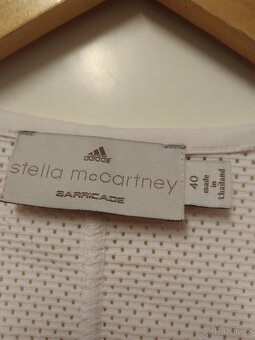 adidas
stella mccartney
BARRICADE
40
made in
thailand